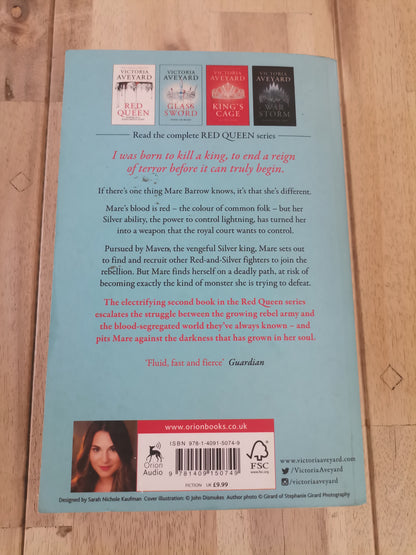 VICTORIA AVEYARD
RED QUEEN
VICTORIA AVEYARD
GLASS SWORD
VICTORIA AVEYARD
KING'S CAGE
VICTORIA AVEYARD
WAR STORM
Read the complete RED QUEEN series
I was born to kill a king, to end a reign
of terror before it can truly begin.
If there's one thing Mare Barrow knows, it's that she's different.
Mare's blood is red – the colour of common folk – but her
Silver ability, the power to control lightning, has turned her
into a weapon that the royal court wants to control.
Pursued by Maven, the vengeful Silver king, Mare sets out
to find and recruit other Red-and-Silver fighters to join the
rebellion. But Mare finds herself on a deadly path, at risk of
becoming exactly the kind of monster she is trying to defeat.
The electrifying second book in the Red Queen series
escalates the struggle between the growing rebel army and
the blood-segregated world they've always known – and
pits Mare against the darkness that has grown in her soul.
'Fluid, fast and fierce' Guardian
www.orionbooks.co.uk
Orion
Audio
ISBN 978-1-4091-5074-9
9 781409 150749
FICTION UK £9.99
FSC
www.fsc.org
www.victoriaaveyard.com
/VictoriaAveyard
/victoriaaveyard
Designed by Sarah Nichole Kaufman Cover illustration: © John Dismukes Author photo © Girard of Stephanie Girard Photography